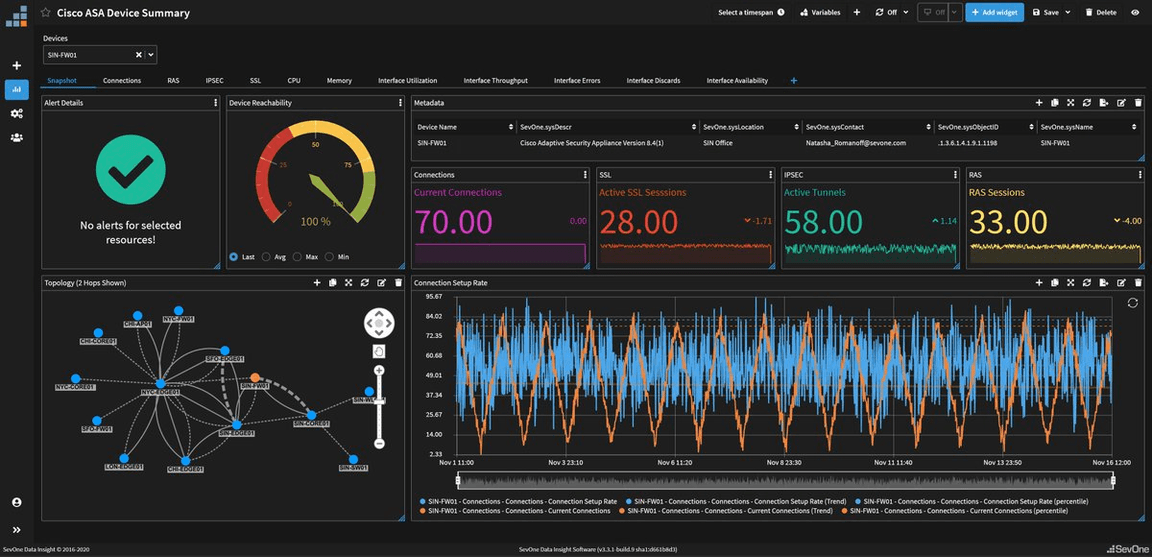 Cisco ASA Device Summary
Select a timespan
Variables
Off
Off
Add widget
Save
Delete
Devices
SIN-FW01
Snapshot
Connections
RAS
IPSEC
SSL
CPU
Memory
Interface Utilization
Interface Throughput
Interface Errors
Interface Discards
Interface Availability
Alert Details
No alerts for selected
resources!
Device Reachability
0
25
50
75
100
100 %
Last
Avg
Max
Min
Metadata
Device Name
SevOne.sysDescr
SevOne.sysLocation
SevOne.sysContact
SevOne.sysObjectID
SevOne.sysName
SIN-FW01
Cisco Adaptive Security Appliance Version 8.4(1)
SIN Office
Natasha_Romanoff@sevone.com
.1.3.6.1.4.1.9.1.1198
SIN-FW01
Connections
Current Connections
70.00
0.00
SSL
Active SSL Sesssions
28.00
-1.71
IPSEC
Active Tunnels
58.00
1.14
RAS
RAS Sessions
33.00
-4.00
Topology (2 Hops Shown)
CHI-AP01
NYC-FW01
CHI-CORE01
SFO-EDGE01
NYC-CORE01
NYC-EDGE01
SIN-FW01
SFO-FW01
SIN-EDGE01
SIN-CORE01
LON-EDGE01
CHI-EDGE01
SIN-SW01
Connection Setup Rate
95.67
84.02
72.35
60.68
49.01
37.34
25.67
14.00
2.33
Nov 1 11:00
Nov 3 23:10
Nov 6 11:20
Nov 8 23:30
Nov 11 11:40
Nov 13 23:50
Nov 16 12:00
SIN-FW01 - Connections - Connections - Connection Setup Rate
SIN-FW01 - Connections - Connections - Connection Setup Rate (Trend)
SIN-FW01 - Connections - Connections - Connection Setup Rate (percentile)
SIN-FW01 - Connections - Connections - Current Connections
SIN-FW01 - Connections - Connections - Current Connections (Trend)
SIN-FW01 - Connections - Connections - Current Connections (percentile)
SevOne Data Insight © 2016-2020
SevOne Data Insight Software (v3.3.1-build.9 sha1:d661b8d3)
SevOne